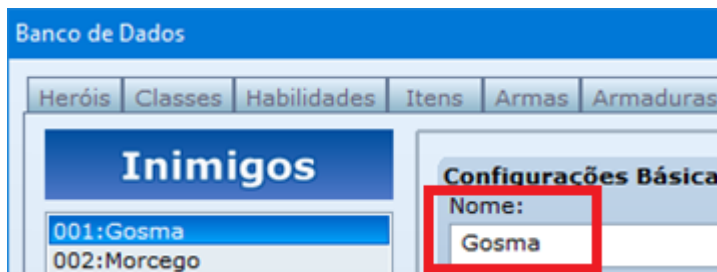 Banco de Dados
Heróis Classes Habilidades Itens Armas Armaduras
Inimigos
Configurações Básica
Nome:
001:Gosma
Gosma
002:Morcego